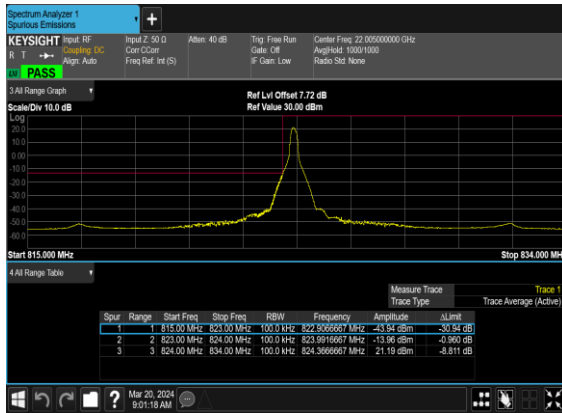 Spectrum Analyzer 1
Spurious Emissions
KEYSIGHT Input: RF Input Z: 50 Ω Atten: 40 dB Trig: Free Run Center Freq: 22.005000000 GHz
R T Coupling: DC Corr CCorr Gate: Off Avg|Hold: 1000/1000
Align: Auto Freq Ref: Int (S) IF Gain: Low Radio Std: None
PASS
3 All Range Graph
Ref Lvl Offset 7.72 dB
Scale/Div 10.0 dB Ref Value 30.00 dBm
Log
20.0
10.0
0.00
-10.0
-20.0
-30.0
-40.0
-50.0
-60.0
Start 815.000 MHz Stop 834.000 MH
4 All Range Table
Measure Trace Trace 1
Trace Type Trace Average (Active)
Spur Range Start Freq Stop Freq RBW Frequency Amplitude ΔLimit
1 1 815.00 MHz 823.00 MHz 100.0 kHz 822.9066667 MHz -43.94 dBm -30.94 dB
2 2 823.00 MHz 824.00 MHz 100.0 kHz 823.9916667 MHz -13.96 dBm -0.960 dB
3 3 824.00 MHz 834.00 MHz 100.0 kHz 824.3666667 MHz 21.19 dBm -8.811 dB
Mar 20, 2024
9:01:18 AM